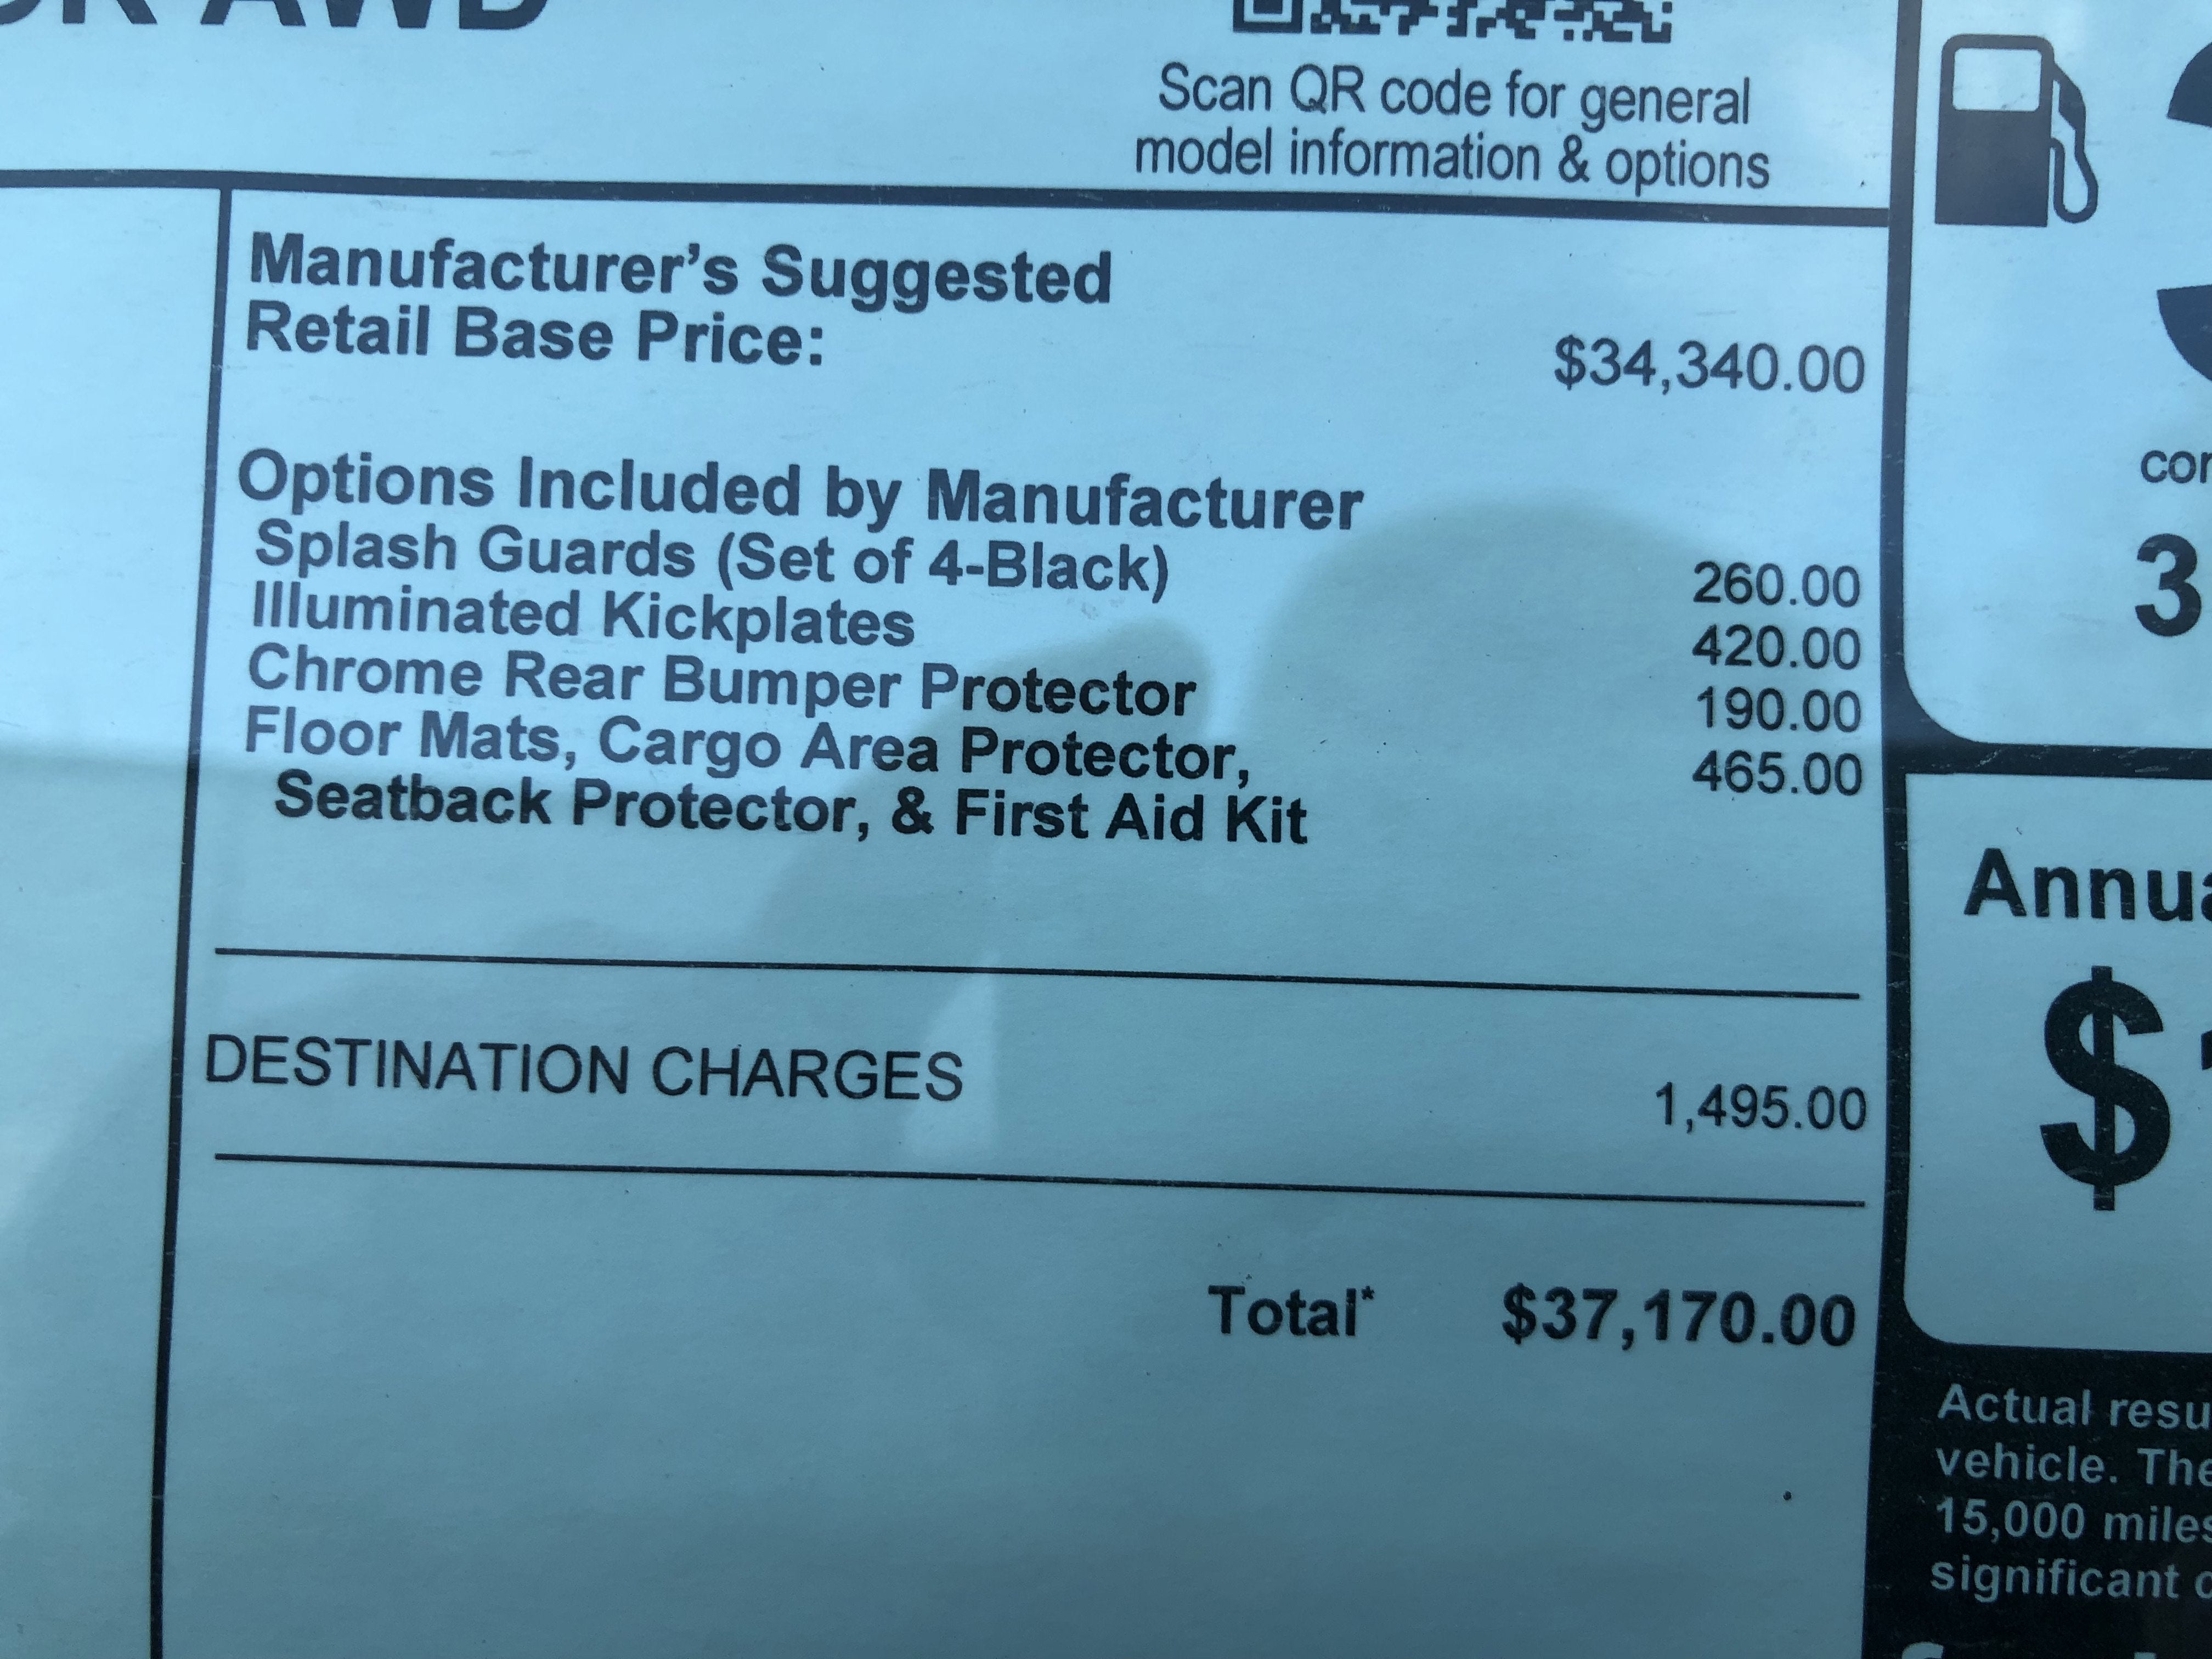 AWD
Scan QR code for general
model information & options
Manufacturer's Suggested
Retail Base Price: $34,340.00
Options Included by Manufacturer
Splash Guards (Set of 4-Black) 260.00
Illuminated Kickplates 420.00
Chrome Rear Bumper Protector 190.00
Floor Mats, Cargo Area Protector, 465.00
Seatback Protector, & First Aid Kit
DESTINATION CHARGES 1,495.00
Total* $37,170.00
3
$
Actual
vehicle. The
15,000 miles
significant